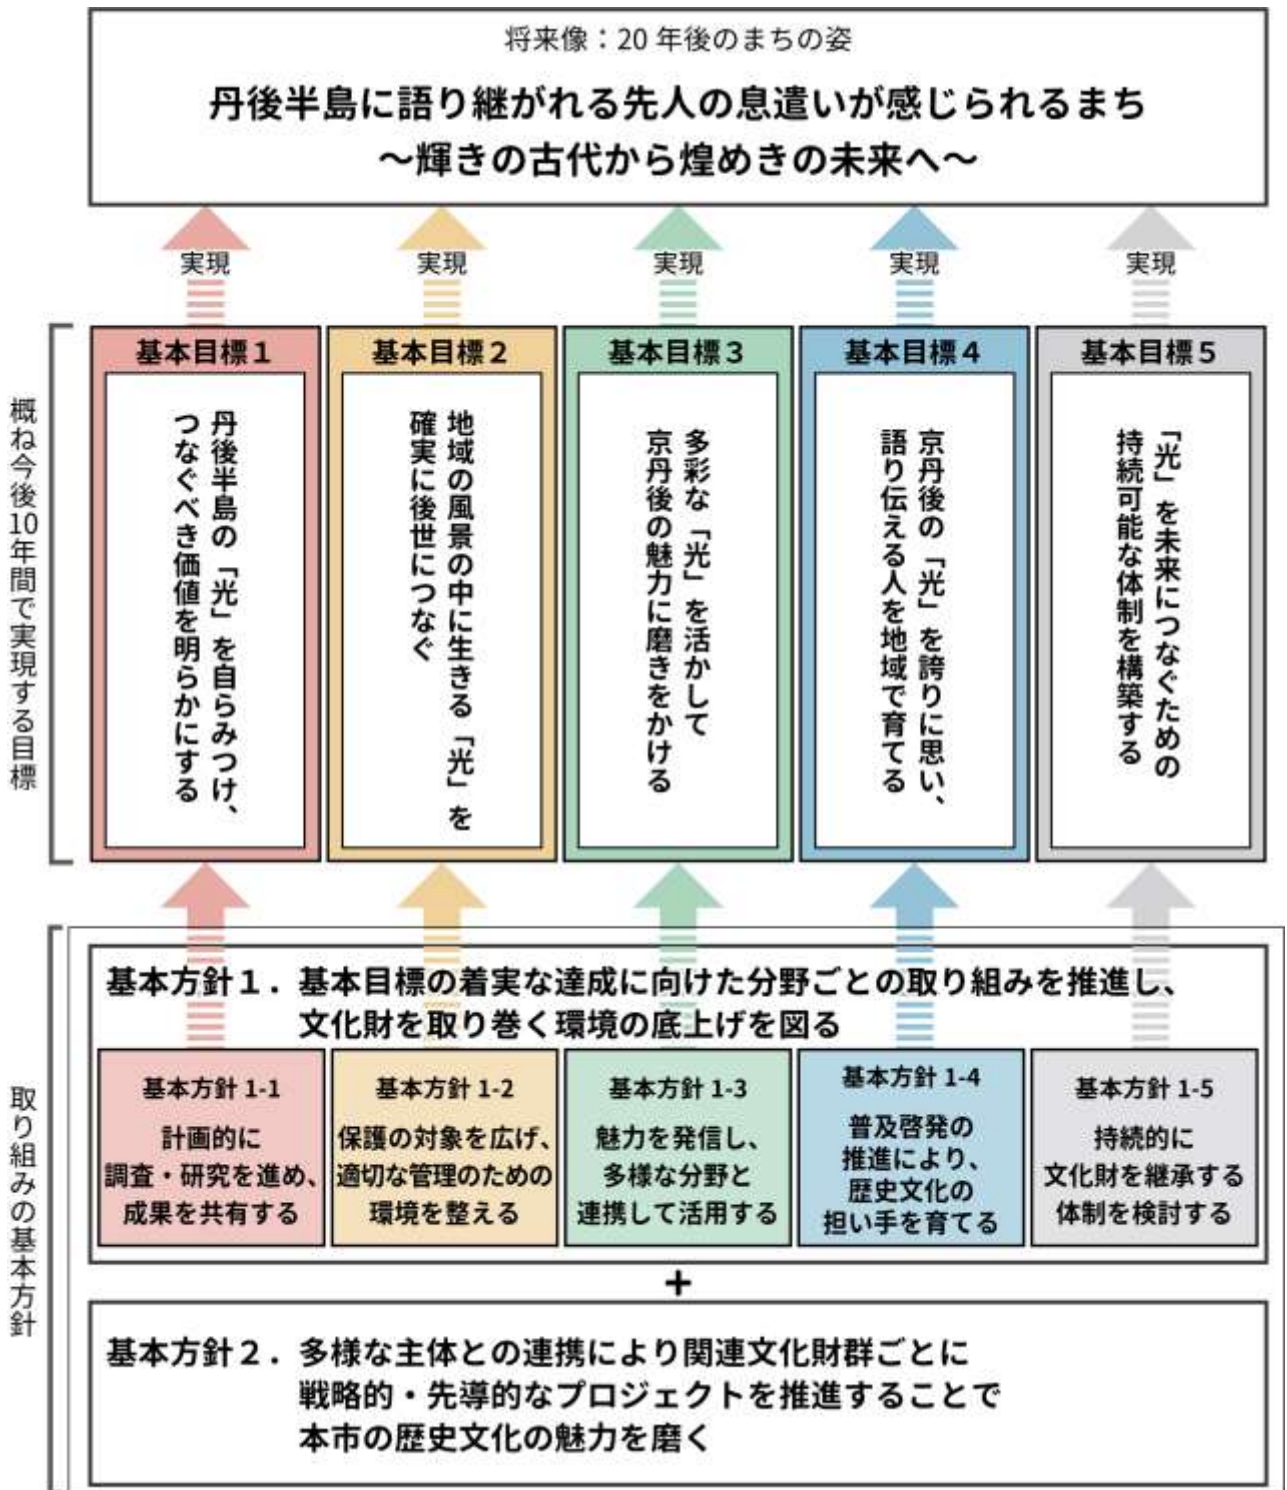 将来像：20 年後のまちの姿
丹後半島に語り継がれる先人の息遣いが感じられるまち
～輝きの古代から煌めきの未来へ～
実現
実現
実現
実現
実現
概ね今後10年間で実現する目標
基本目標１
丹後半島の「光」を自らみつけ、
つなぐべき価値を明らかにする
基本目標２
地域の風景の中に生きる「光」を
確実に後世につなぐ
基本目標３
多彩な「光」を活かして
京丹後の魅力に磨きをかける
基本目標４
京丹後の「光」を誇りに思い、
語り伝える人を地域で育てる
基本目標５
「光」を未来につなぐための
持続可能な体制を構築する
取り組みの基本方針
基本方針１．基本目標の着実な達成に向けた分野ごとの取り組みを推進し、
文化財を取り巻く環境の底上げを図る
基本方針 1-1
計画的に
調査・研究を進め、
成果を共有する
基本方針 1-2
保護の対象を広げ、
適切な管理のための
環境を整える
基本方針 1-3
魅力を発信し、
多様な分野と
連携して活用する
基本方針 1-4
普及啓発の
推進により、
歴史文化の
担い手を育てる
基本方針 1-5
持続的に
文化財を継承する
体制を検討する
+
基本方針２．多様な主体との連携により関連文化財群ごとに
戦略的・先導的なプロジェクトを推進することで
本市の歴史文化の魅力を磨く